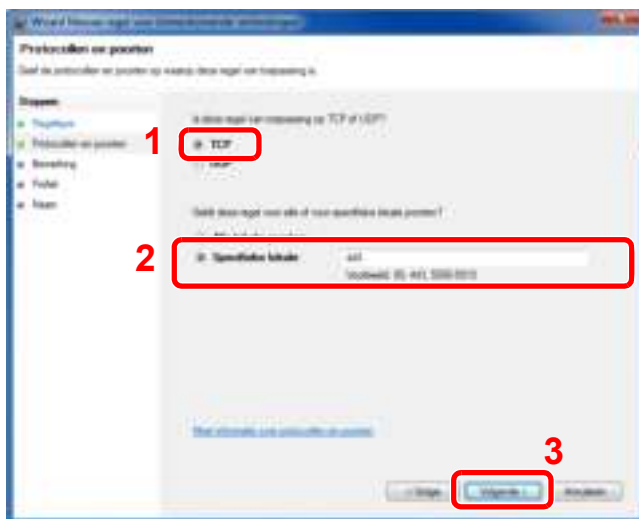 Wizard Nieuwe regel voor binnenkomende verbindingen
Protocollen en poorten
Geef de protocollen en poorten op waarop deze regel van toepassing is.
Stappen:
Regeltype
Protocollen en poorten
Bewerking
Profiel
Naam
Is deze regel van toepassing op TCP of UDP?
1
TCP
UDP
Geldt deze regel voor alle of voor specifieke lokale poorten?
2
Specifieke lokale
Voorbeeld: 80, 443, 5000-5010
Meer informatie over protocollen en poorten
3
< Vorige
Volgende >
Annuleren